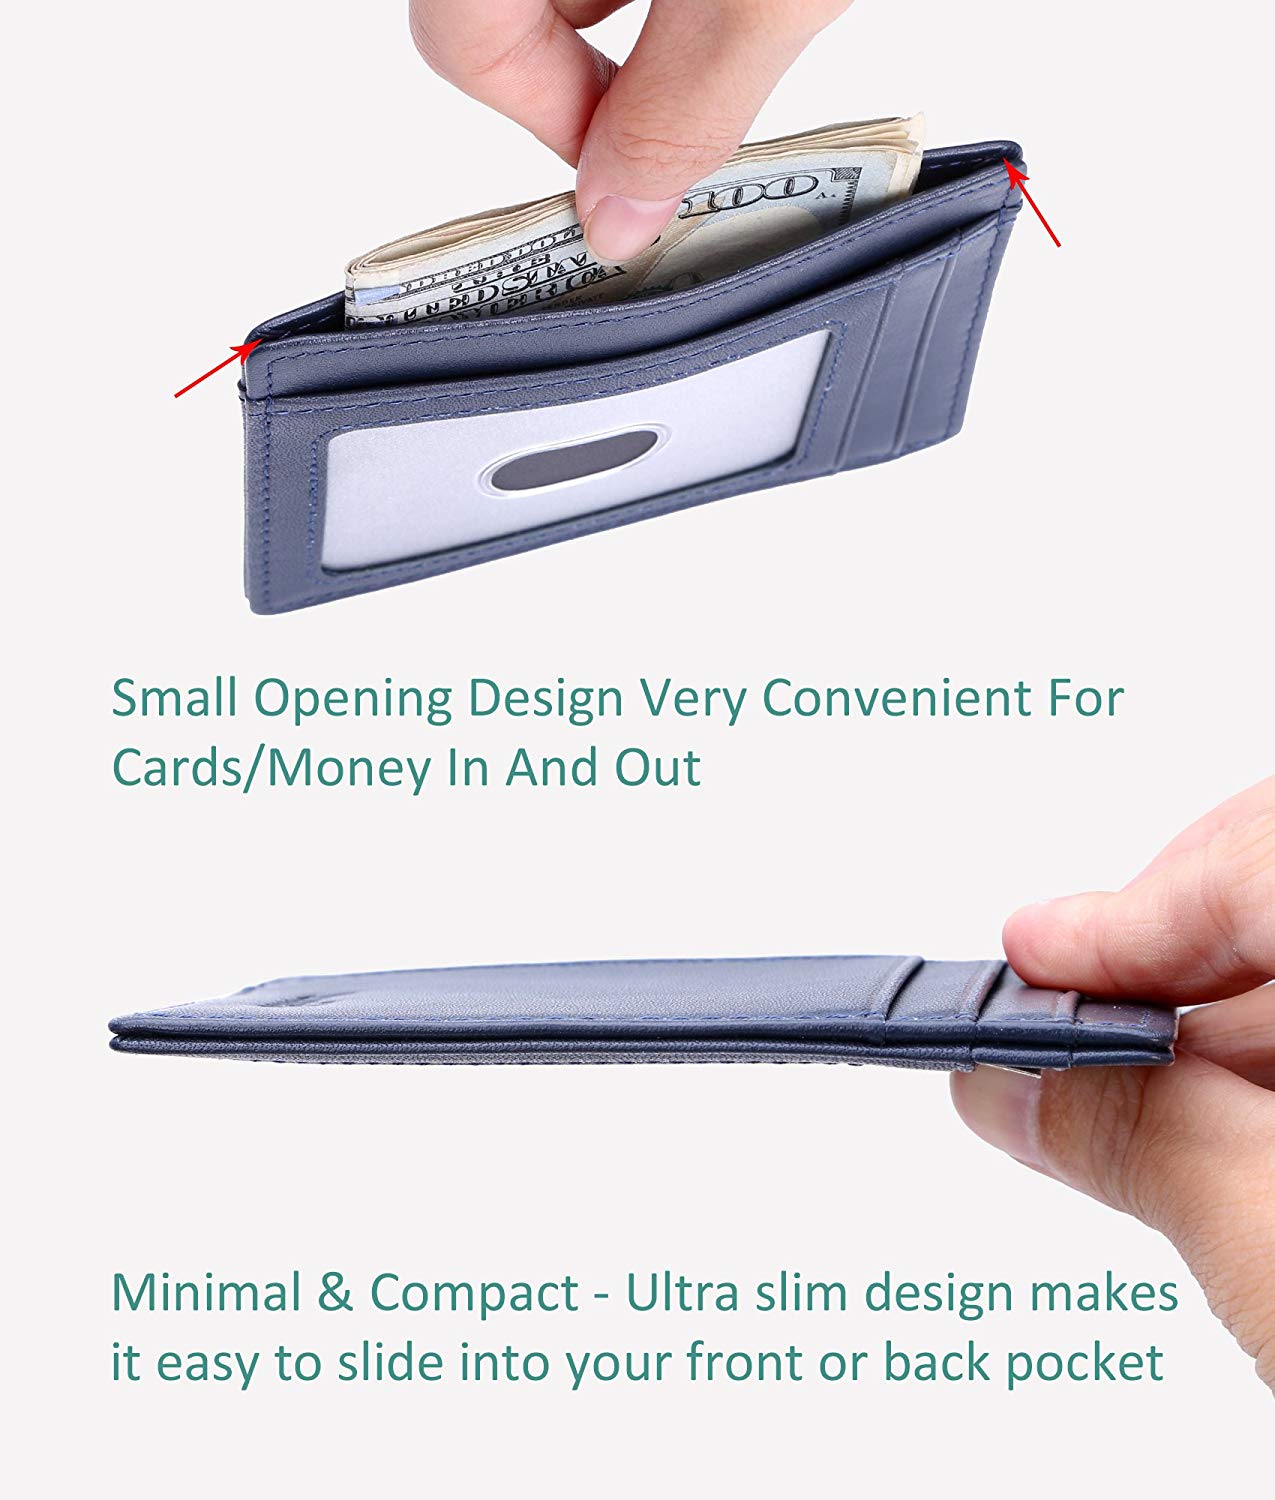 Small Opening Design Very Convenient For
Cards/Money In And Out
Minimal & Compact - Ultra slim design makes
it easy to slide into your front or back pocket